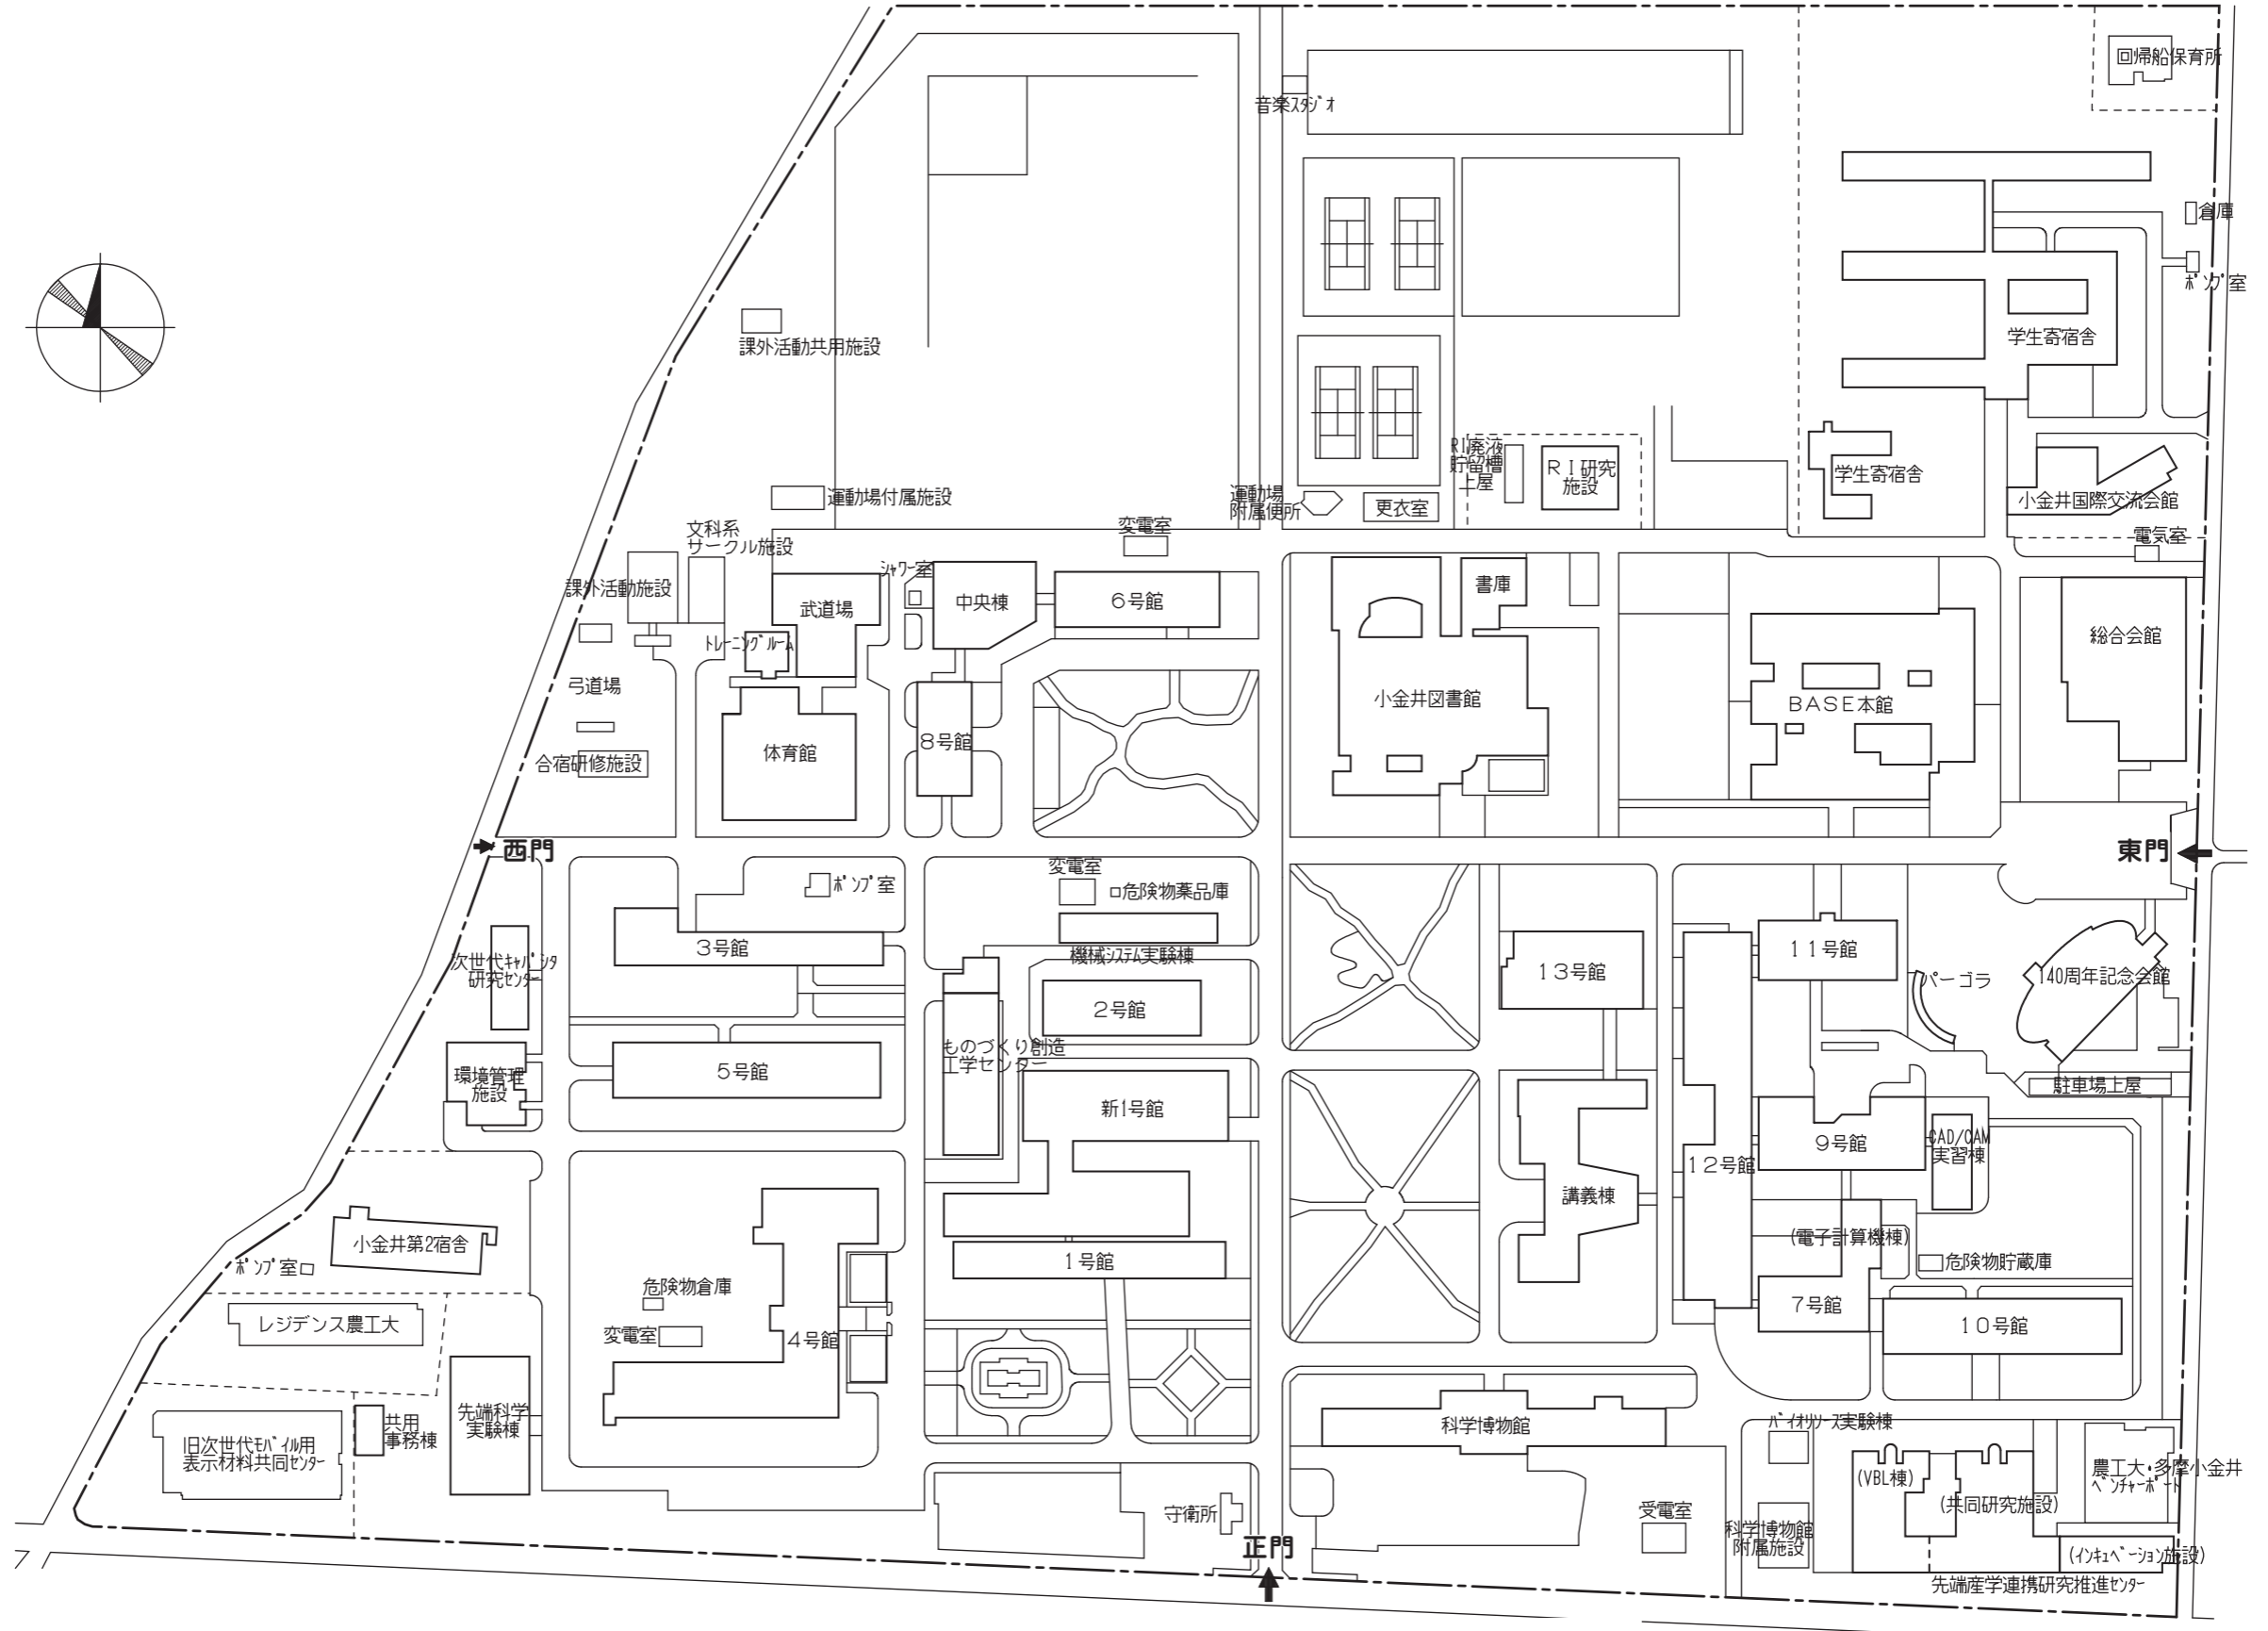 回帰船保育所
音楽ｽﾀｼﾞｵ
倉庫
ﾎﾟﾝﾌﾟ室
学生寄宿舎
課外活動共用施設
ＲＩ廃液
貯留槽
上屋
ＲＩ研究
施設
学生寄宿舎
小金井国際交流会館
運動場付属施設
運動場
附属便所
更衣室
変電室
電気室
文科系
サークル施設
課外活動施設
ｼｬﾜｰ室
武道場
中央棟
６号館
書庫
総合会館
ﾄﾚｰﾆﾝｸﾞﾙｰﾑ
弓道場
小金井図書館
ＢＡＳＥ本館
８号館
体育館
合宿研修施設
西門
東門
変電室
ﾎﾟﾝﾌﾟ室
危険物薬品庫
３号館
機械ｼｽﾃﾑ実験棟
１１号館
次世代ｷｬﾊﾟｼﾀ
研究ｾﾝﾀｰ
１３号館
パーゴラ
140周年記念会館
２号館
ものづくり創造
工学センター
５号館
環境管理
施設
駐車場上屋
新1号館
９号館
CAD/CAM
実習棟
１２号館
講義棟
小金井第2宿舎
(電子計算機棟)
ﾎﾟﾝﾌﾟ室
１号館
危険物貯蔵庫
危険物倉庫
７号館
レジデンス農工大
変電室
４号館
１０号館
先端科学
実験棟
共用
事務棟
科学博物館
ﾊﾞｲｵﾘｿｰｽ実験棟
旧次世代ﾓﾊﾞｲﾙ用
表示材料共同ｾﾝﾀｰ
(VBL棟)
農工大・多摩小金井
ﾍﾞﾝﾁｬｰﾎﾟｰﾄ
(共同研究施設)
守衛所
受電室
科学博物館
附属施設
正門
(ｲﾝｷｭﾍﾞｰｼｮﾝ施設)
先端産学連携研究推進ｾﾝﾀｰ